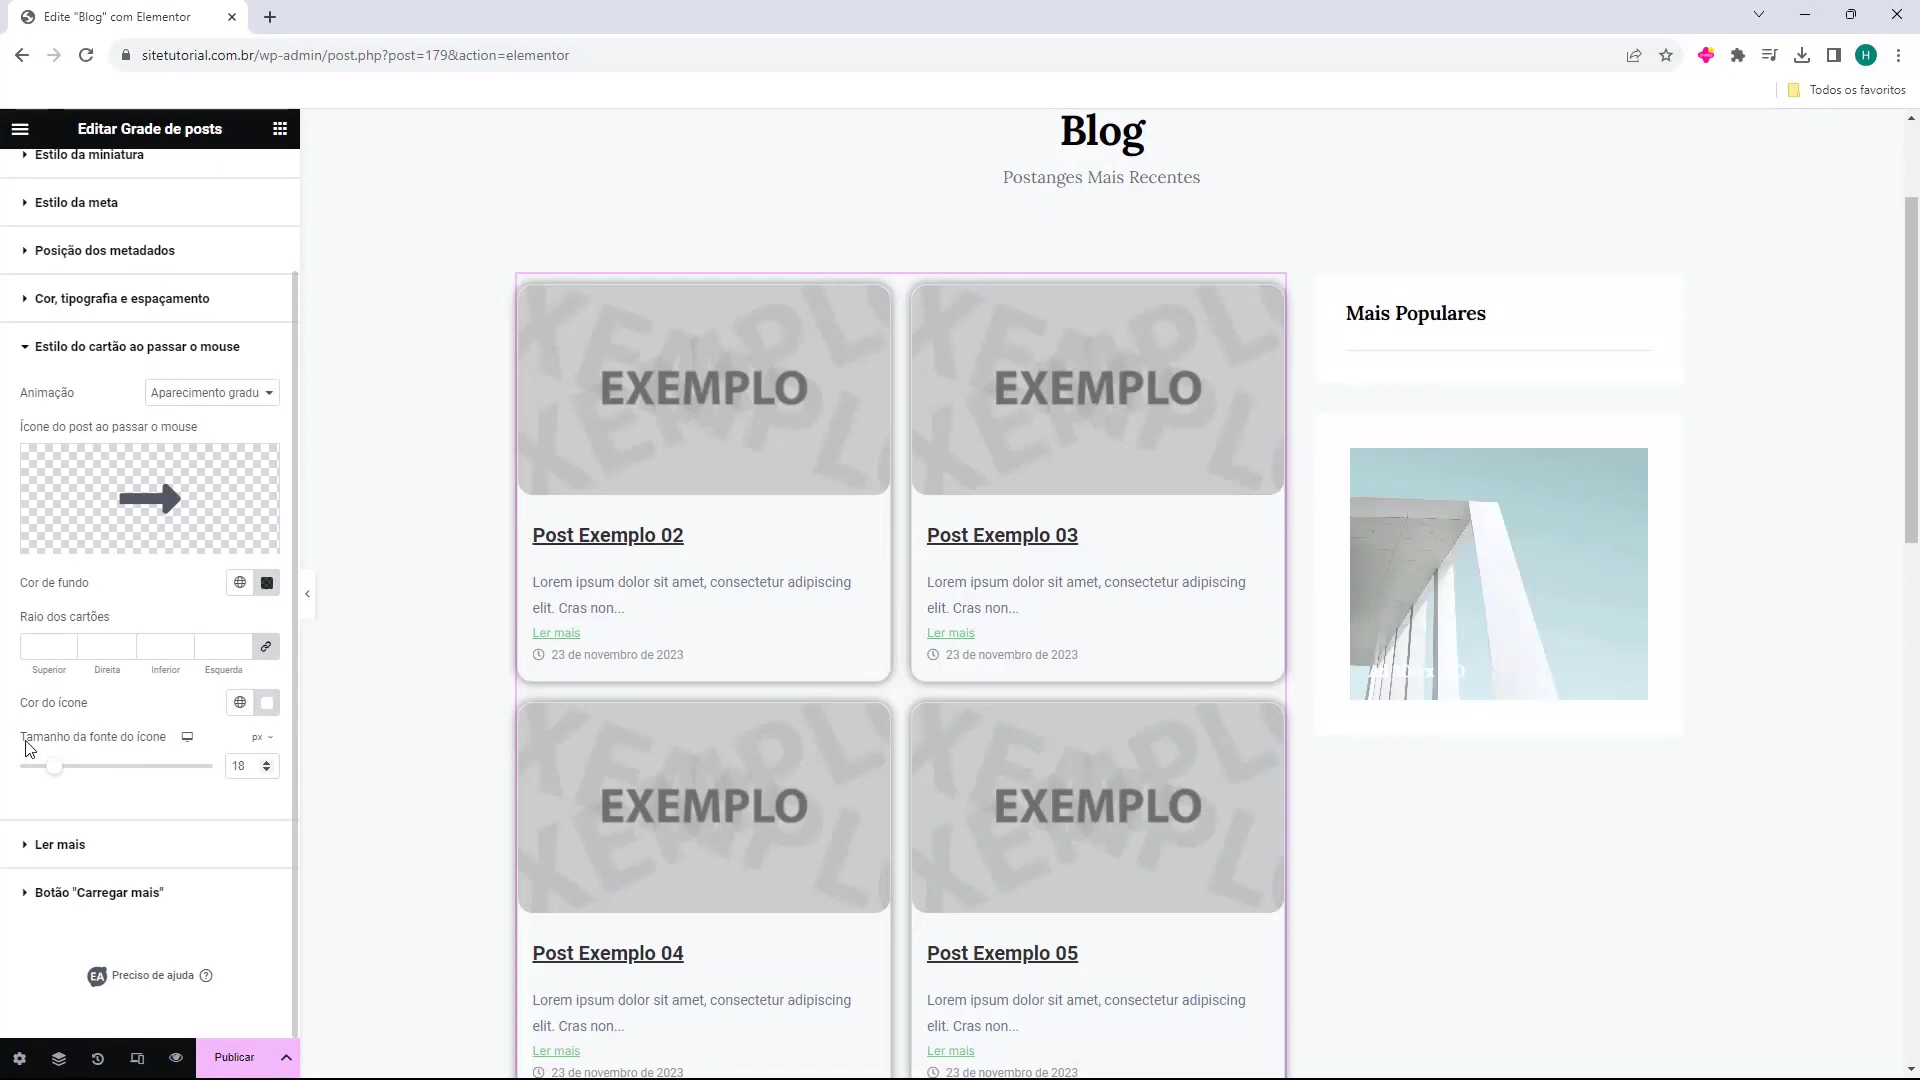 Edite "Blog" com Elementor
sitetutorial.com.br/wp-admin/post.php?post=179&action=elementor
H
Todos os favoritos
Editar Grade de posts
Estilo da miniatura
Estilo da meta
Posição dos metadados
Cor, tipografia e espaçamento
Estilo do cartão ao passar o mouse
Animação
Aparecimento gradu
Ícone do post ao passar o mouse
Cor de fundo
Raio dos cartões
Superior Direita Inferior Esquerda
Cor do ícone
Tamanho da fonte do ícone
px
18
Ler mais
Botão "Carregar mais"
EA Preciso de ajuda ?
Publicar
Blog
Postanges Mais Recentes
EXEMPLO
Post Exemplo 02
Lorem ipsum dolor sit amet, consectetur adipiscing
elit. Cras non...
Ler mais
23 de novembro de 2023
EXEMPLO
Post Exemplo 03
Lorem ipsum dolor sit amet, consectetur adipiscing
elit. Cras non...
Ler mais
23 de novembro de 2023
EXEMPLO
Post Exemplo 04
Lorem ipsum dolor sit amet, consectetur adipiscing
elit. Cras non...
Ler mais
23 de novembro de 2023
EXEMPLO
Post Exemplo 05
Lorem ipsum dolor sit amet, consectetur adipiscing
elit. Cras non...
Ler mais
23 de novembro de 2023
Mais Populares